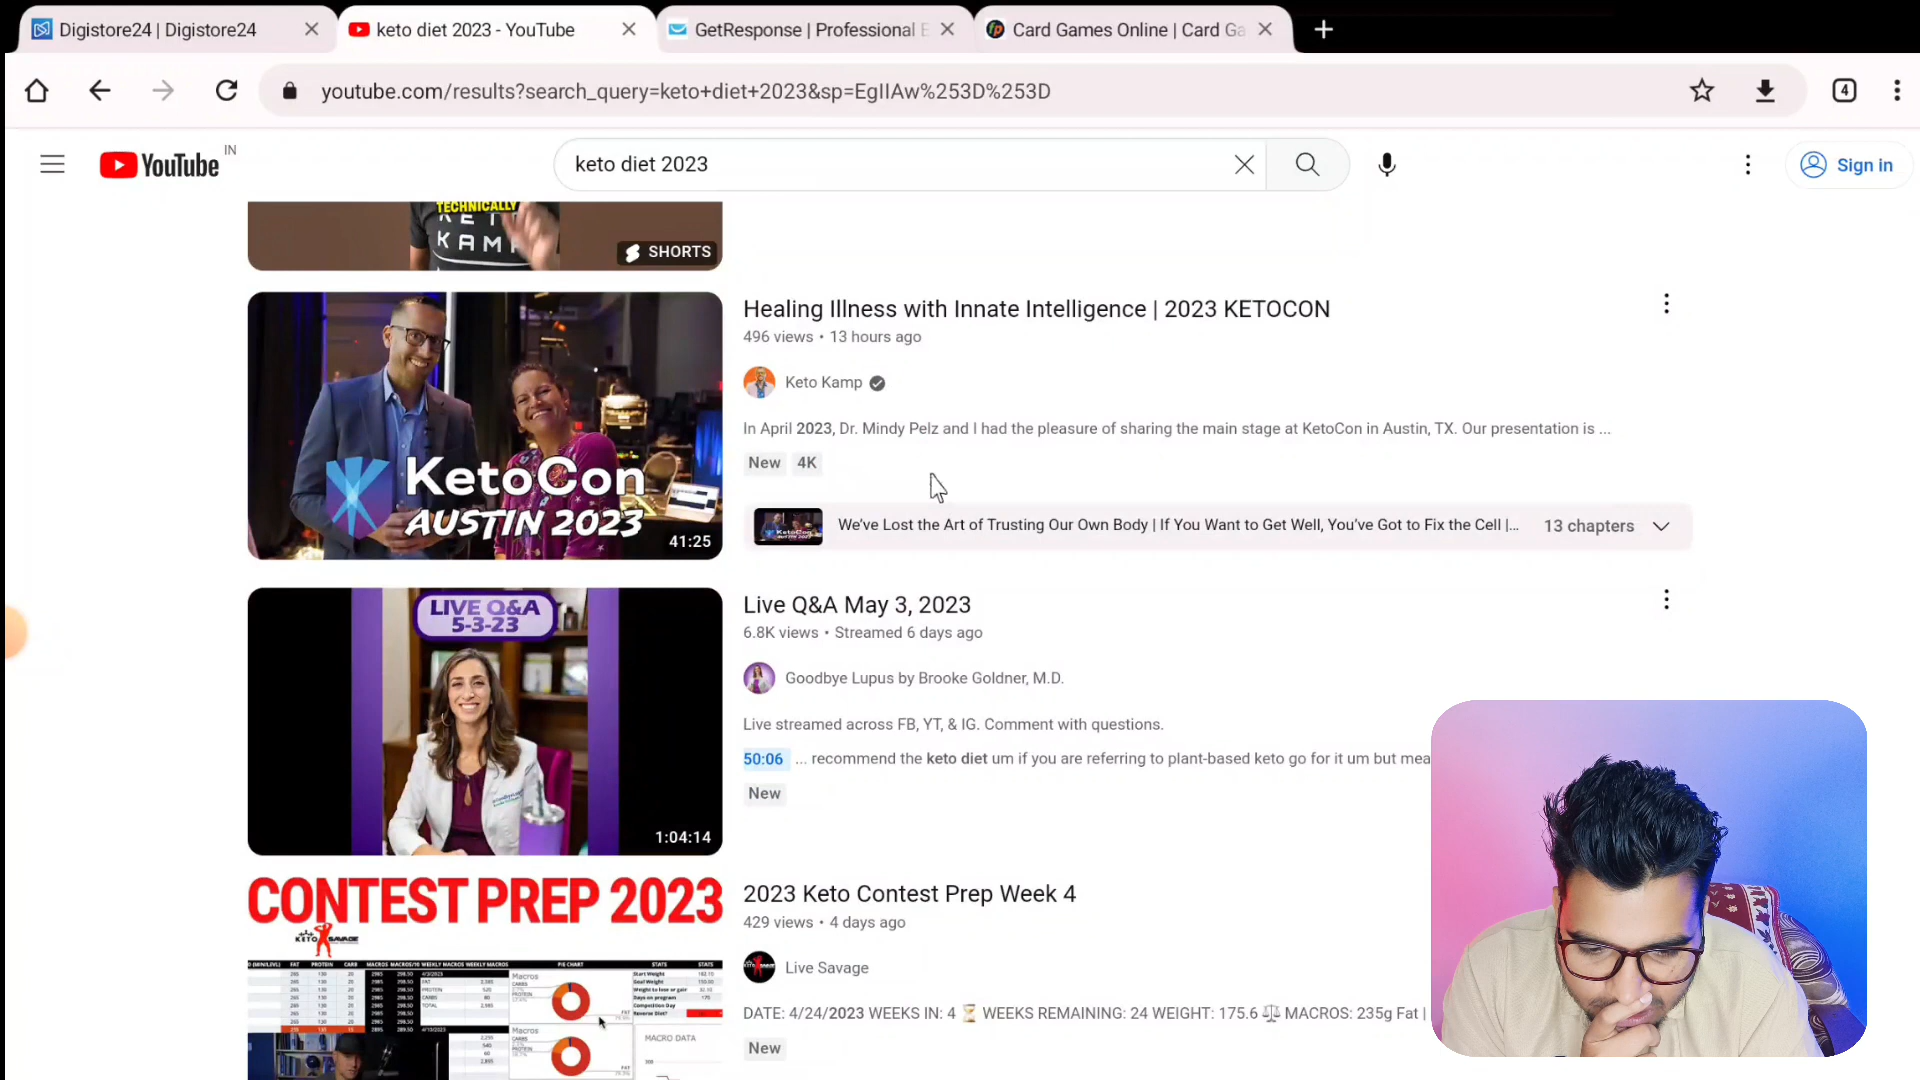 Digistore24 | Digistore24
keto diet 2023 - YouTube
GetResponse | Professional E
Card Games Online | Card Ga
youtube.com/results?search_query=keto+diet+2023&sp=EgIIAw%253D%253D
4
YouTube IN
keto diet 2023
Sign in
TECHNICALLY
KETO
KAMP
SHORTS
KetoCon
AUSTIN 2023
41:25
Healing Illness with Innate Intelligence | 2023 KETOCON
496 views • 13 hours ago
Keto Kamp
In April 2023, Dr. Mindy Pelz and I had the pleasure of sharing the main stage at KetoCon in Austin, TX. Our presentation is ...
New 4K
We've Lost the Art of Trusting Our Own Body | If You Want to Get Well, You've Got to Fix the Cell |...
13 chapters
LIVE Q&A
5-3-23
1:04:14
Live Q&A May 3, 2023
6.8K views • Streamed 6 days ago
Goodbye Lupus by Brooke Goldner, M.D.
Live streamed across FB, YT, & IG. Comment with questions.
50:06 ... recommend the keto diet um if you are referring to plant-based keto go for it um but mea
New
CONTEST PREP 2023
KETO SAVAGE
Macros
Macros
MACRO DATA
2023 Keto Contest Prep Week 4
429 views • 4 days ago
Live Savage
DATE: 4/24/2023 WEEKS IN: 4 ⏳ WEEKS REMAINING: 24 WEIGHT: 175.6 ⚖️ MACROS: 235g Fat |
New